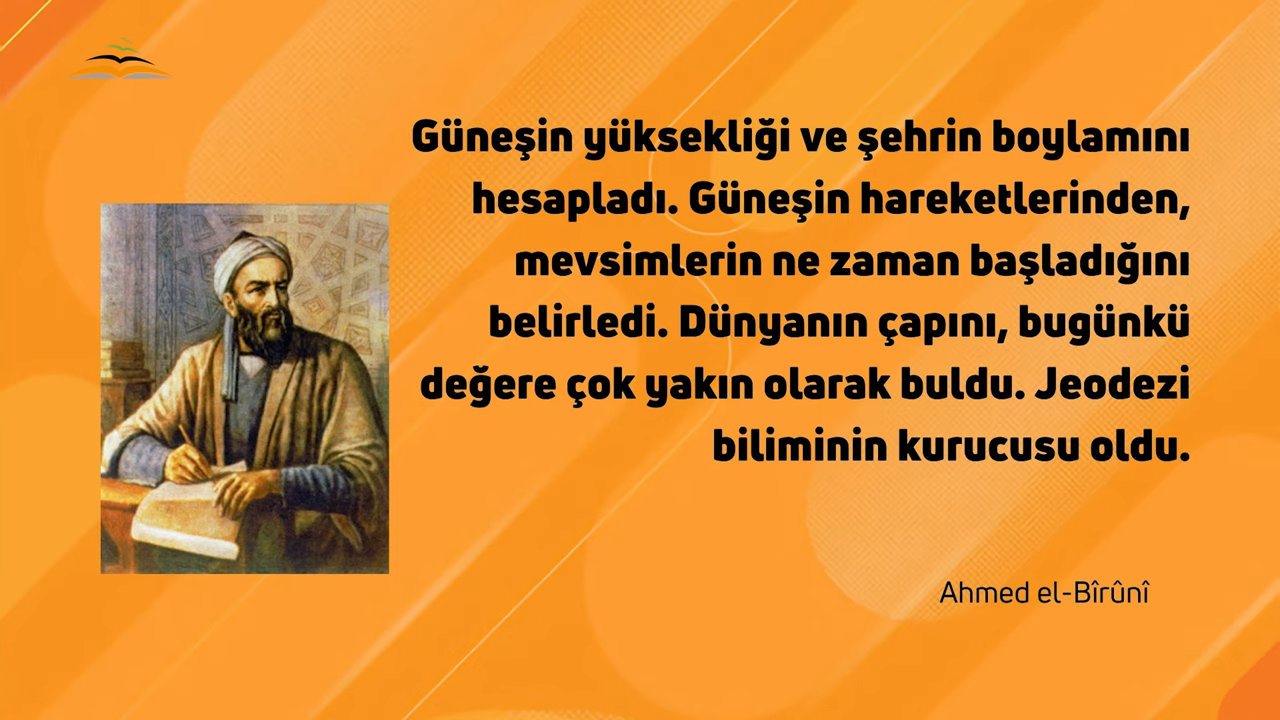 Güneşin yüksekliği ve şehrin boylamını
hesapladı. Güneşin hareketlerinden,
mevsimlerin ne zaman başladığını
belirledi. Dünyanın çapını, bugünkü
değere çok yakın olarak buldu. Jeodezi
biliminin kurucusu oldu.
Ahmed el-Bîrûnî